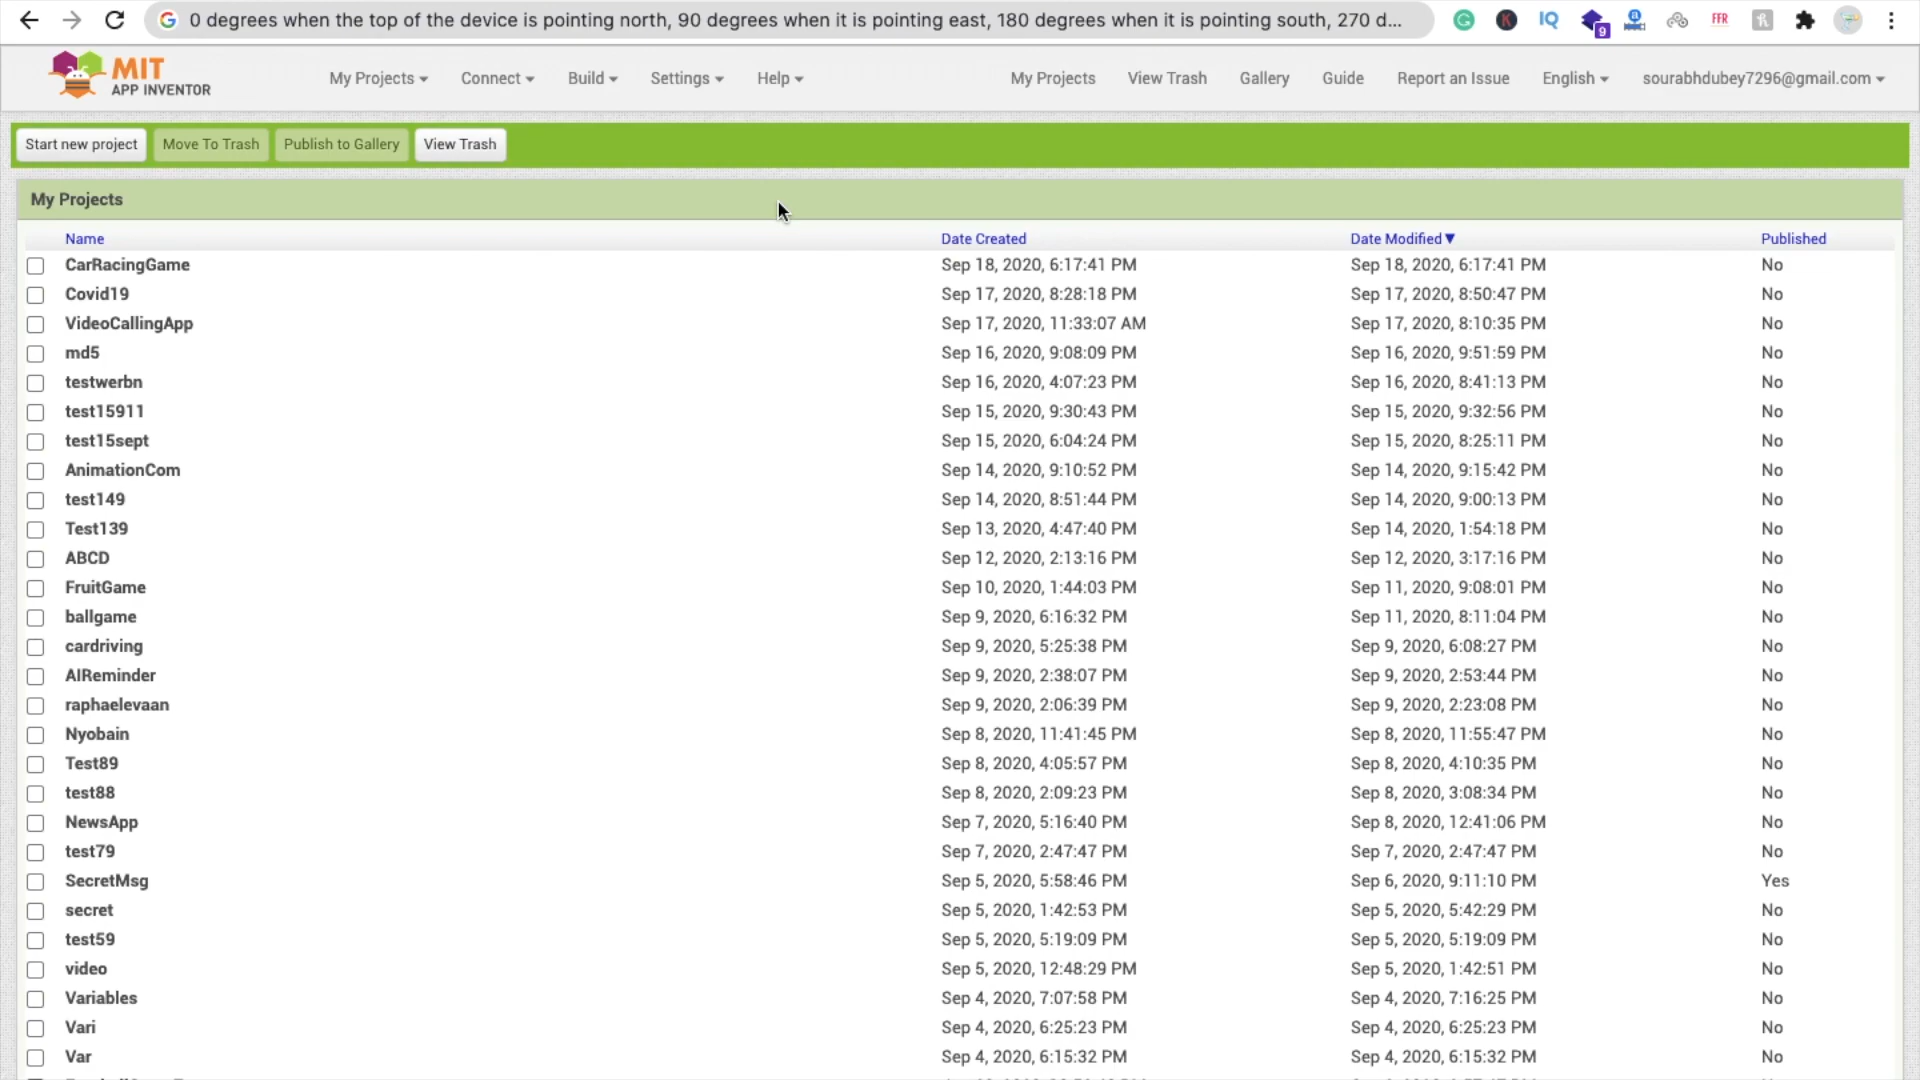 0 degrees when the top of the device is pointing north, 90 degrees when it is pointing east, 180 degrees when it is pointing south, 270 d...
K IQ 9 a FFR h
MIT
APP INVENTOR
My Projects Connect Build Settings Help My Projects View Trash Gallery Guide Report an Issue English sourabhdubey7296@gmail.com
Start new project Move To Trash Publish to Gallery View Trash
My Projects
Name Date Created Date Modified Published
CarRacingGame Sep 18, 2020, 6:17:41 PM Sep 18, 2020, 6:17:41 PM No
Covid19 Sep 17, 2020, 8:28:18 PM Sep 17, 2020, 8:50:47 PM No
VideoCallingApp Sep 17, 2020, 11:33:07 AM Sep 17, 2020, 8:10:35 PM No
md5 Sep 16, 2020, 9:08:09 PM Sep 16, 2020, 9:51:59 PM No
testwerbn Sep 16, 2020, 4:07:23 PM Sep 16, 2020, 8:41:13 PM No
test15911 Sep 15, 2020, 9:30:43 PM Sep 15, 2020, 9:32:56 PM No
test15sept Sep 15, 2020, 6:04:24 PM Sep 15, 2020, 8:25:11 PM No
AnimationCom Sep 14, 2020, 9:10:52 PM Sep 14, 2020, 9:15:42 PM No
test149 Sep 14, 2020, 8:51:44 PM Sep 14, 2020, 9:00:13 PM No
Test139 Sep 13, 2020, 4:47:40 PM Sep 14, 2020, 1:54:18 PM No
ABCD Sep 12, 2020, 2:13:16 PM Sep 12, 2020, 3:17:16 PM No
FruitGame Sep 10, 2020, 1:44:03 PM Sep 11, 2020, 9:08:01 PM No
ballgame Sep 9, 2020, 6:16:32 PM Sep 11, 2020, 8:11:04 PM No
cardriving Sep 9, 2020, 5:25:38 PM Sep 9, 2020, 6:08:27 PM No
AIReminder Sep 9, 2020, 2:38:07 PM Sep 9, 2020, 2:53:44 PM No
raphaelevaan Sep 9, 2020, 2:06:39 PM Sep 9, 2020, 2:23:08 PM No
Nyobain Sep 8, 2020, 11:41:45 PM Sep 8, 2020, 11:55:47 PM No
Test89 Sep 8, 2020, 4:05:57 PM Sep 8, 2020, 4:10:35 PM No
test88 Sep 8, 2020, 2:09:23 PM Sep 8, 2020, 3:08:34 PM No
NewsApp Sep 7, 2020, 5:16:40 PM Sep 8, 2020, 12:41:06 PM No
test79 Sep 7, 2020, 2:47:47 PM Sep 7, 2020, 2:47:47 PM No
SecretMsg Sep 5, 2020, 5:58:46 PM Sep 6, 2020, 9:11:10 PM Yes
secret Sep 5, 2020, 1:42:53 PM Sep 5, 2020, 5:42:29 PM No
test59 Sep 5, 2020, 5:19:09 PM Sep 5, 2020, 5:19:09 PM No
video Sep 5, 2020, 12:48:29 PM Sep 5, 2020, 1:42:51 PM No
Variables Sep 4, 2020, 7:07:58 PM Sep 4, 2020, 7:16:25 PM No
Vari Sep 4, 2020, 6:25:23 PM Sep 4, 2020, 6:25:23 PM No
Var Sep 4, 2020, 6:15:32 PM Sep 4, 2020, 6:15:32 PM No